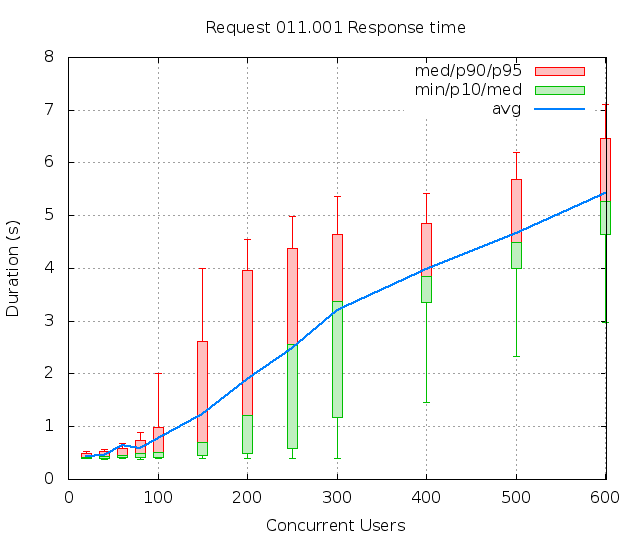 Request 011.001 Response time
med/p90/p95
min/p10/med
avg
8
7
6
5
4
3
2
1
0
Duration (s)
0 100 200 300 400 500 600
Concurrent Users